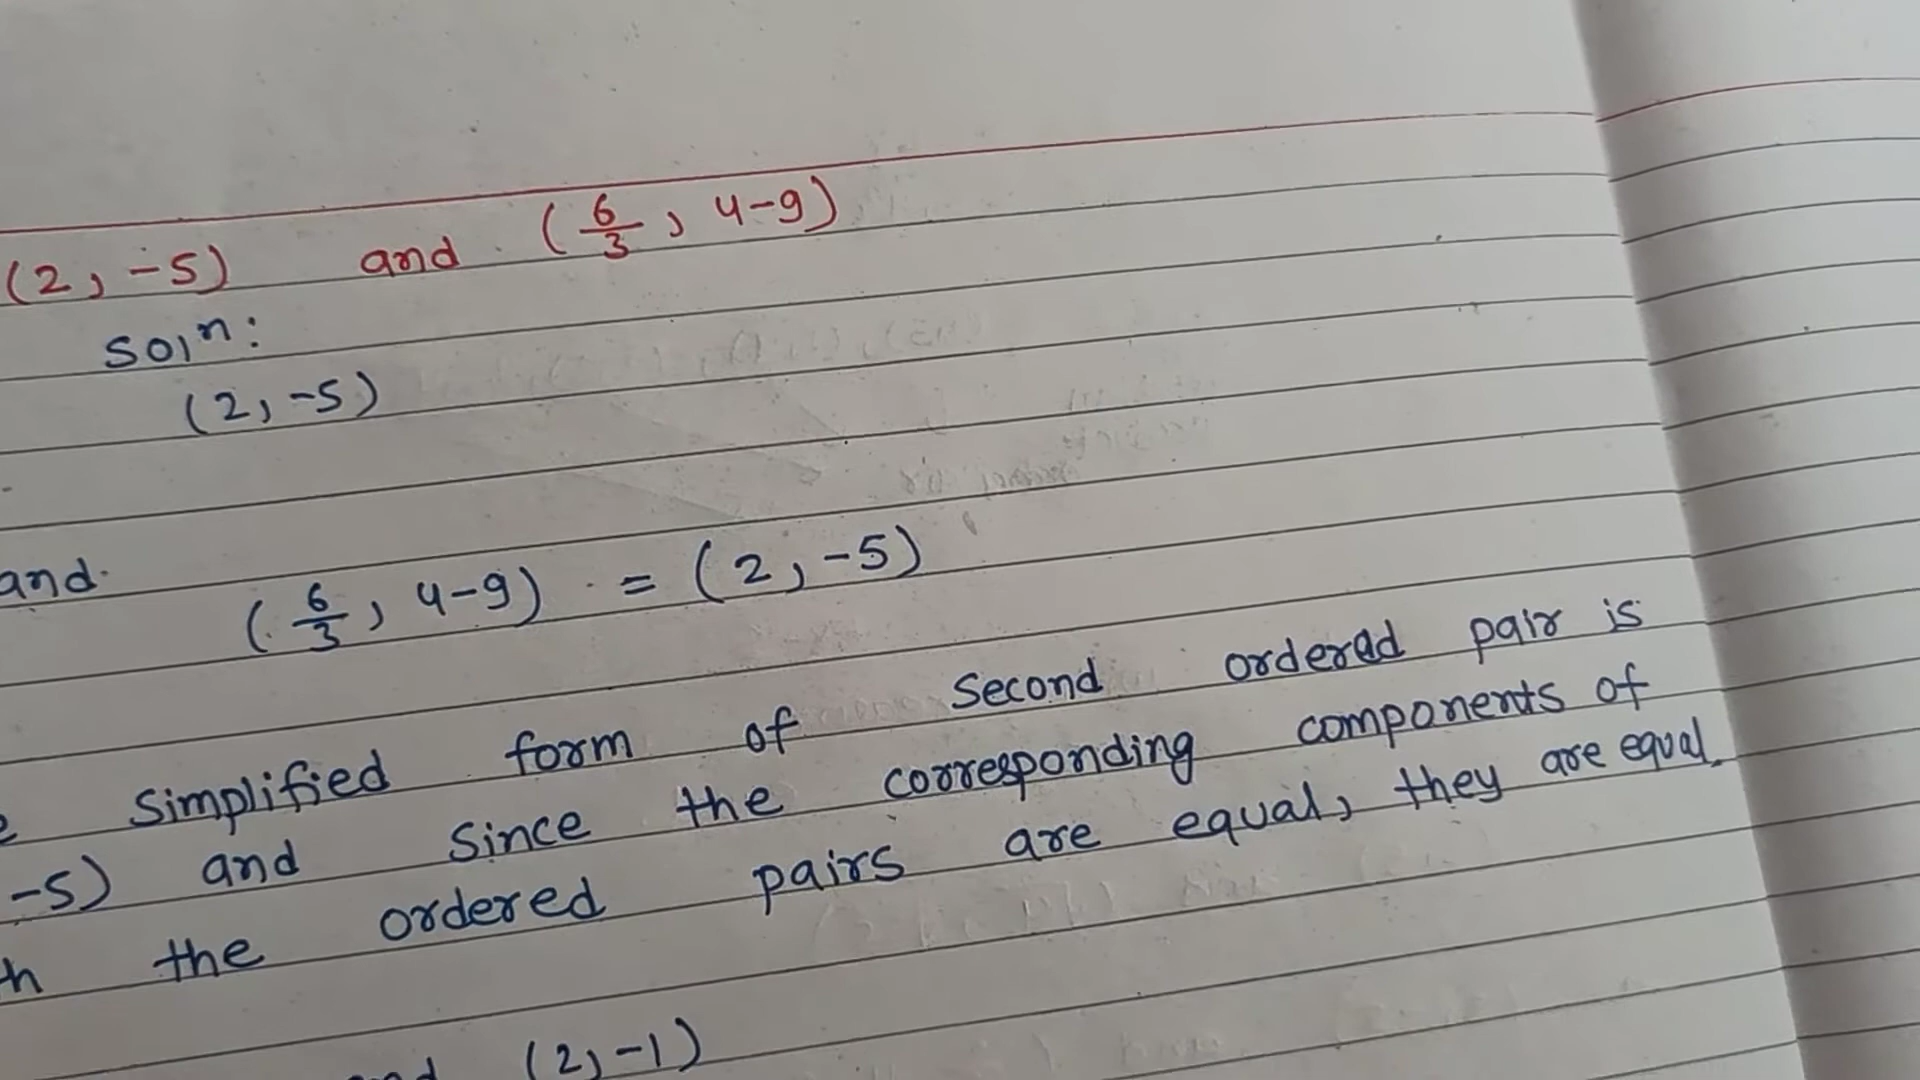 (2, -5) and (6/3, 4-9)
Soln:
(2, -5)
and (6/3, 4-9) = (2, -5)
Simplified form of Second ordered pair is
-5) and Since the corresponding components of
the ordered pairs are equal, they are equal.
(2, -1)